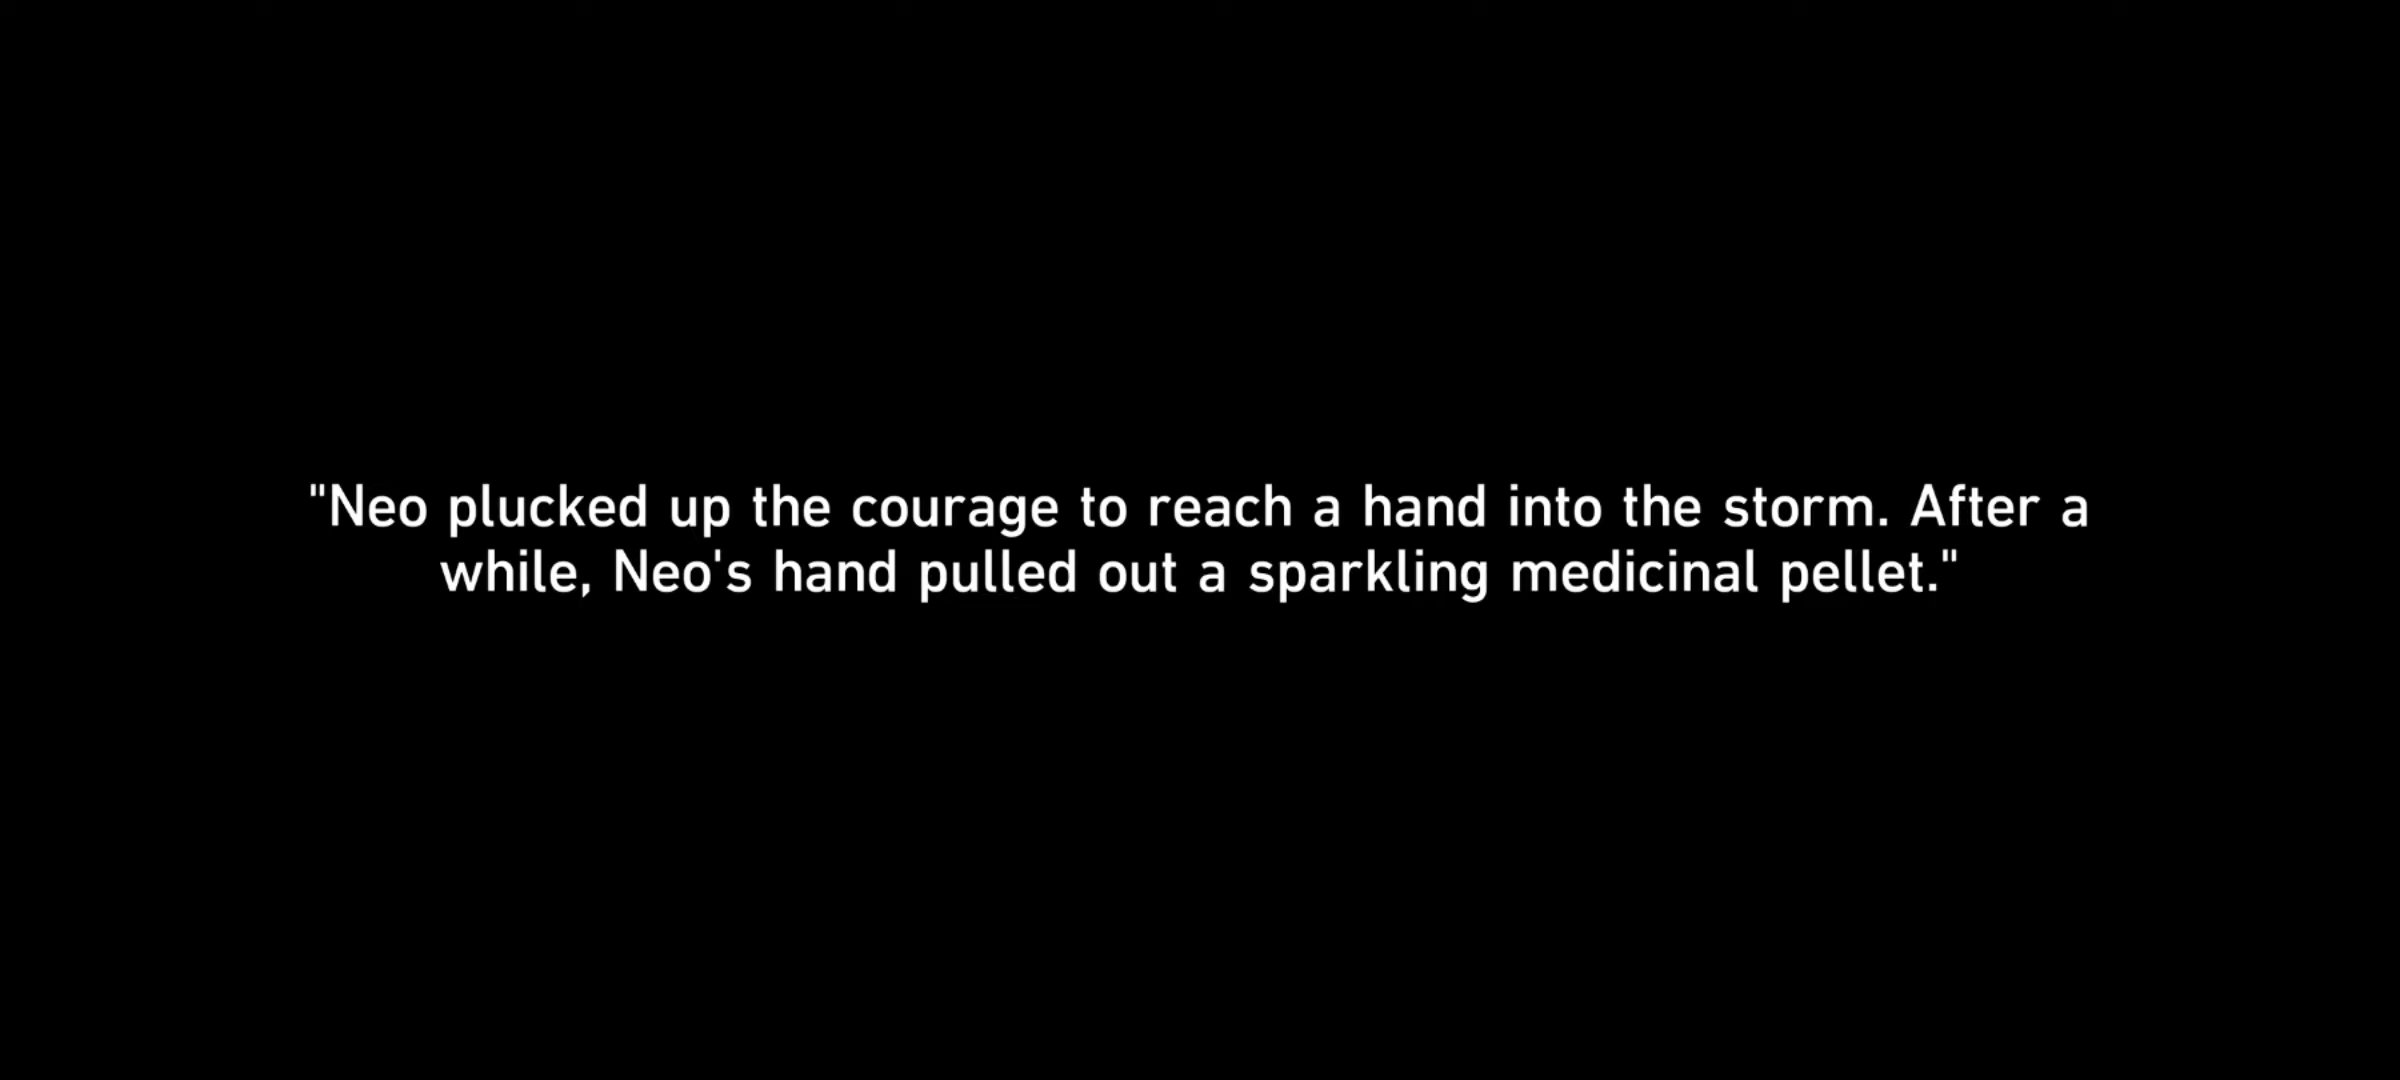 "Neo plucked up the courage to reach a hand into the storm. After a
while, Neo's hand pulled out a sparkling medicinal pellet."